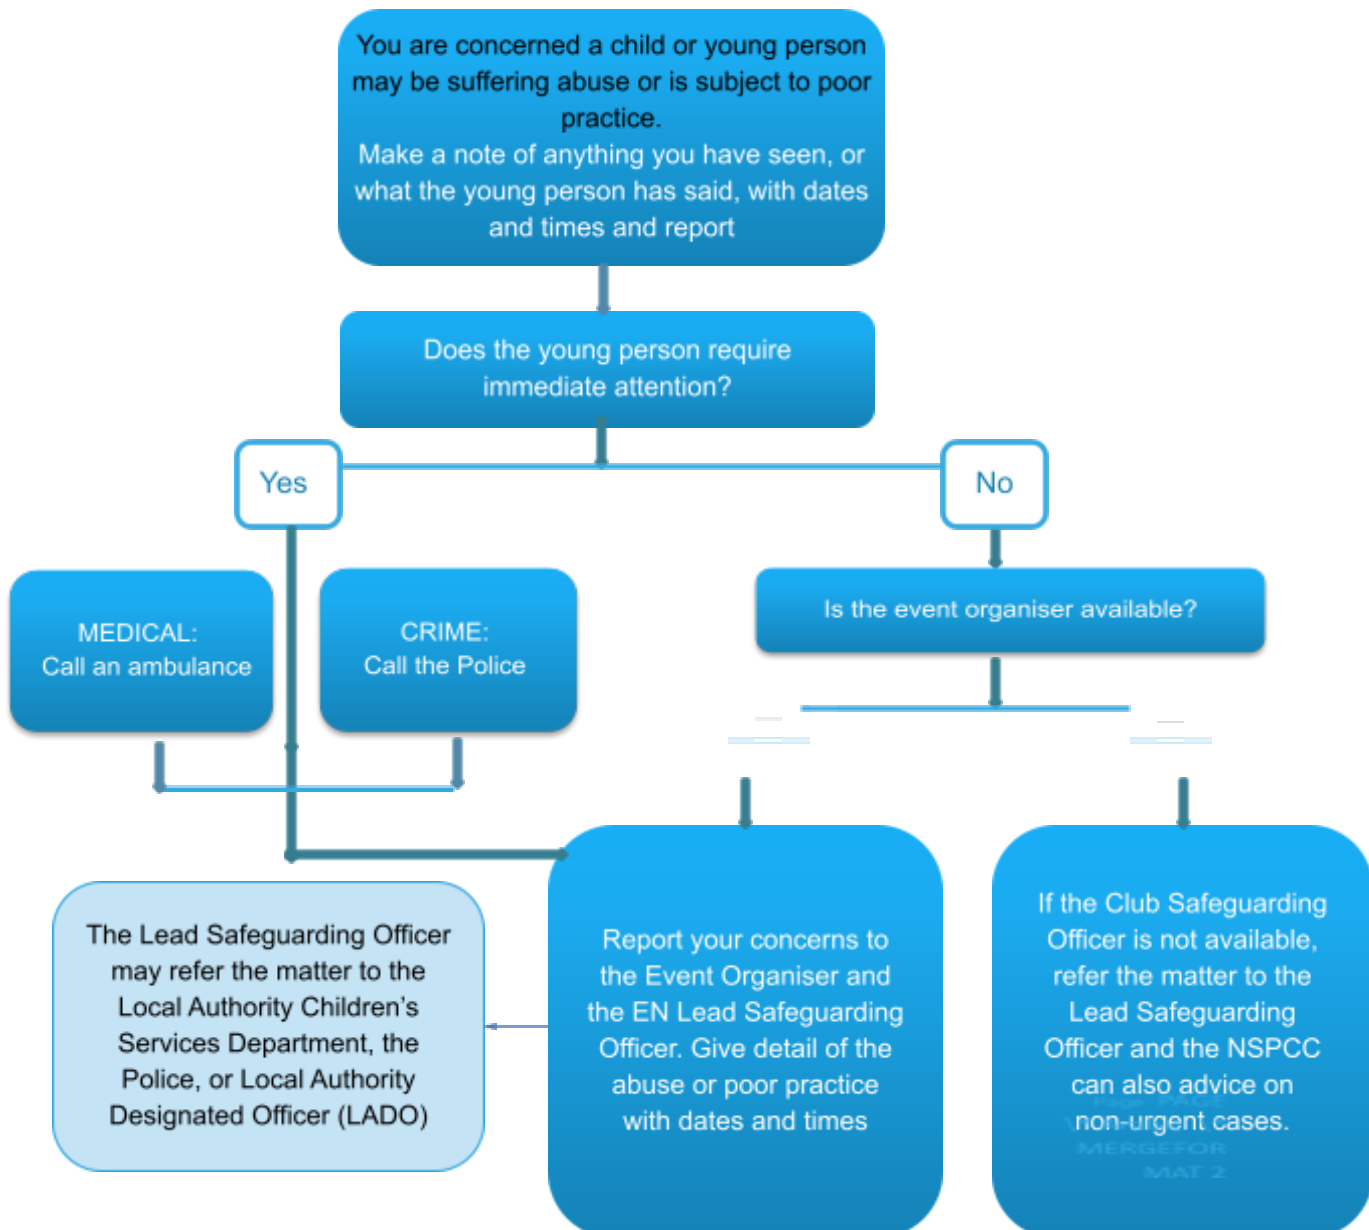 You are concerned a child or young person
may be suffering abuse or is subject to poor
practice.
Make a note of anything you have seen, or
what the young person has said, with dates
and times and report
Does the young person require
immediate attention?
Yes
No
MEDICAL:
Call an ambulance
CRIME:
Call the Police
Is the event organiser available?
The Lead Safeguarding Officer
may refer the matter to the
Local Authority Children's
Services Department, the
Police, or Local Authority
Designated Officer (LADO)
Report your concerns to
the Event Organiser and
the EN Lead Safeguarding
Officer. Give detail of the
abuse or poor practice
with dates and times
If the Club Safeguarding
Officer is not available,
refer the matter to the
Lead Safeguarding
Officer and the NSPCC
can also advice on
non-urgent cases.
PAGE
MERGEFOR
MAT 2